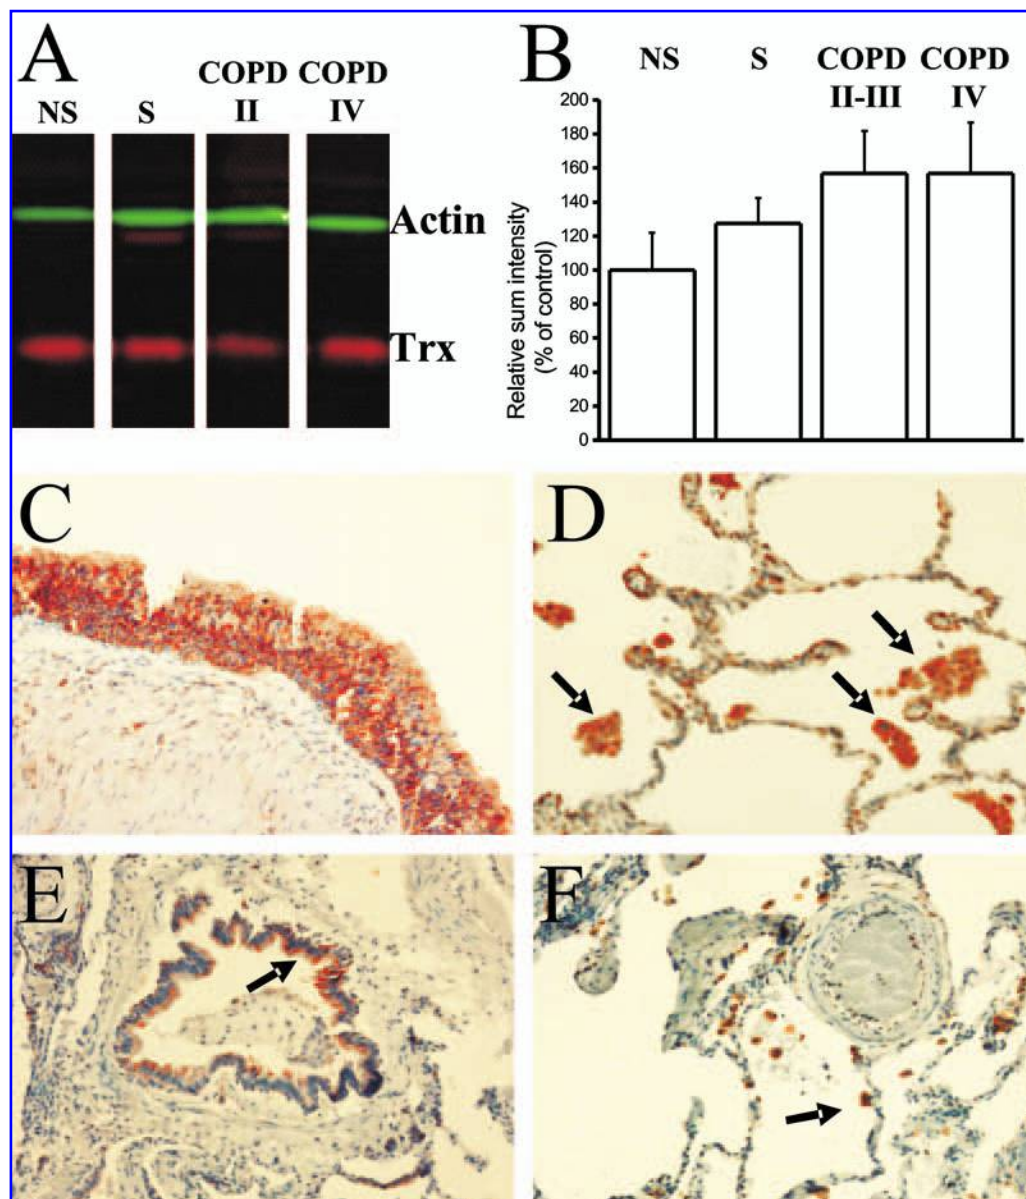 A
NS
S
COPD II
COPD IV
Actin
Trx
B
NS
S
COPD II-III
COPD IV
Relative sum intensity
(% of control)
200
180
160
140
120
100
80
60
40
20
0
C
D
E
F